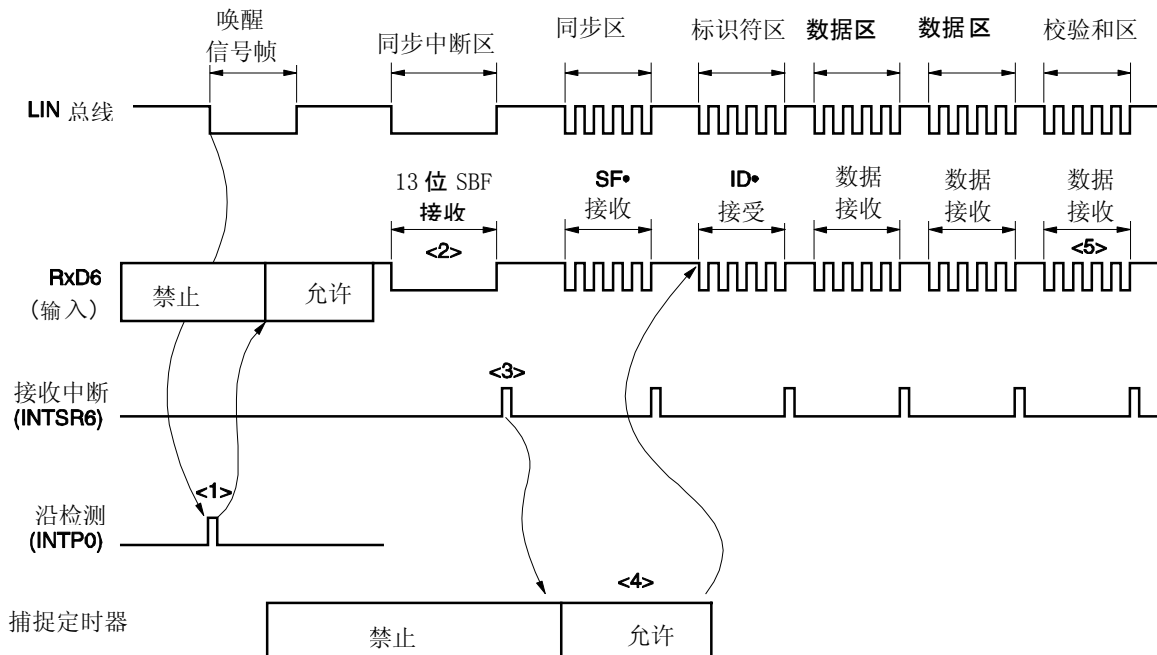 唤醒
信号帧
同步中断区
同步区
标识符区
数据区
数据区
校验和区
LIN 总线
13 位 SBF
接收
SF•
接收
ID•
接受
数据
接收
数据
接收
数据
接收
<2>
<5>
RxD6
(输入)
禁止
允许
接收中断
(INTSR6)
<3>
沿检测
(INTP0)
<1>
捕捉定时器
禁止
<4>
允许